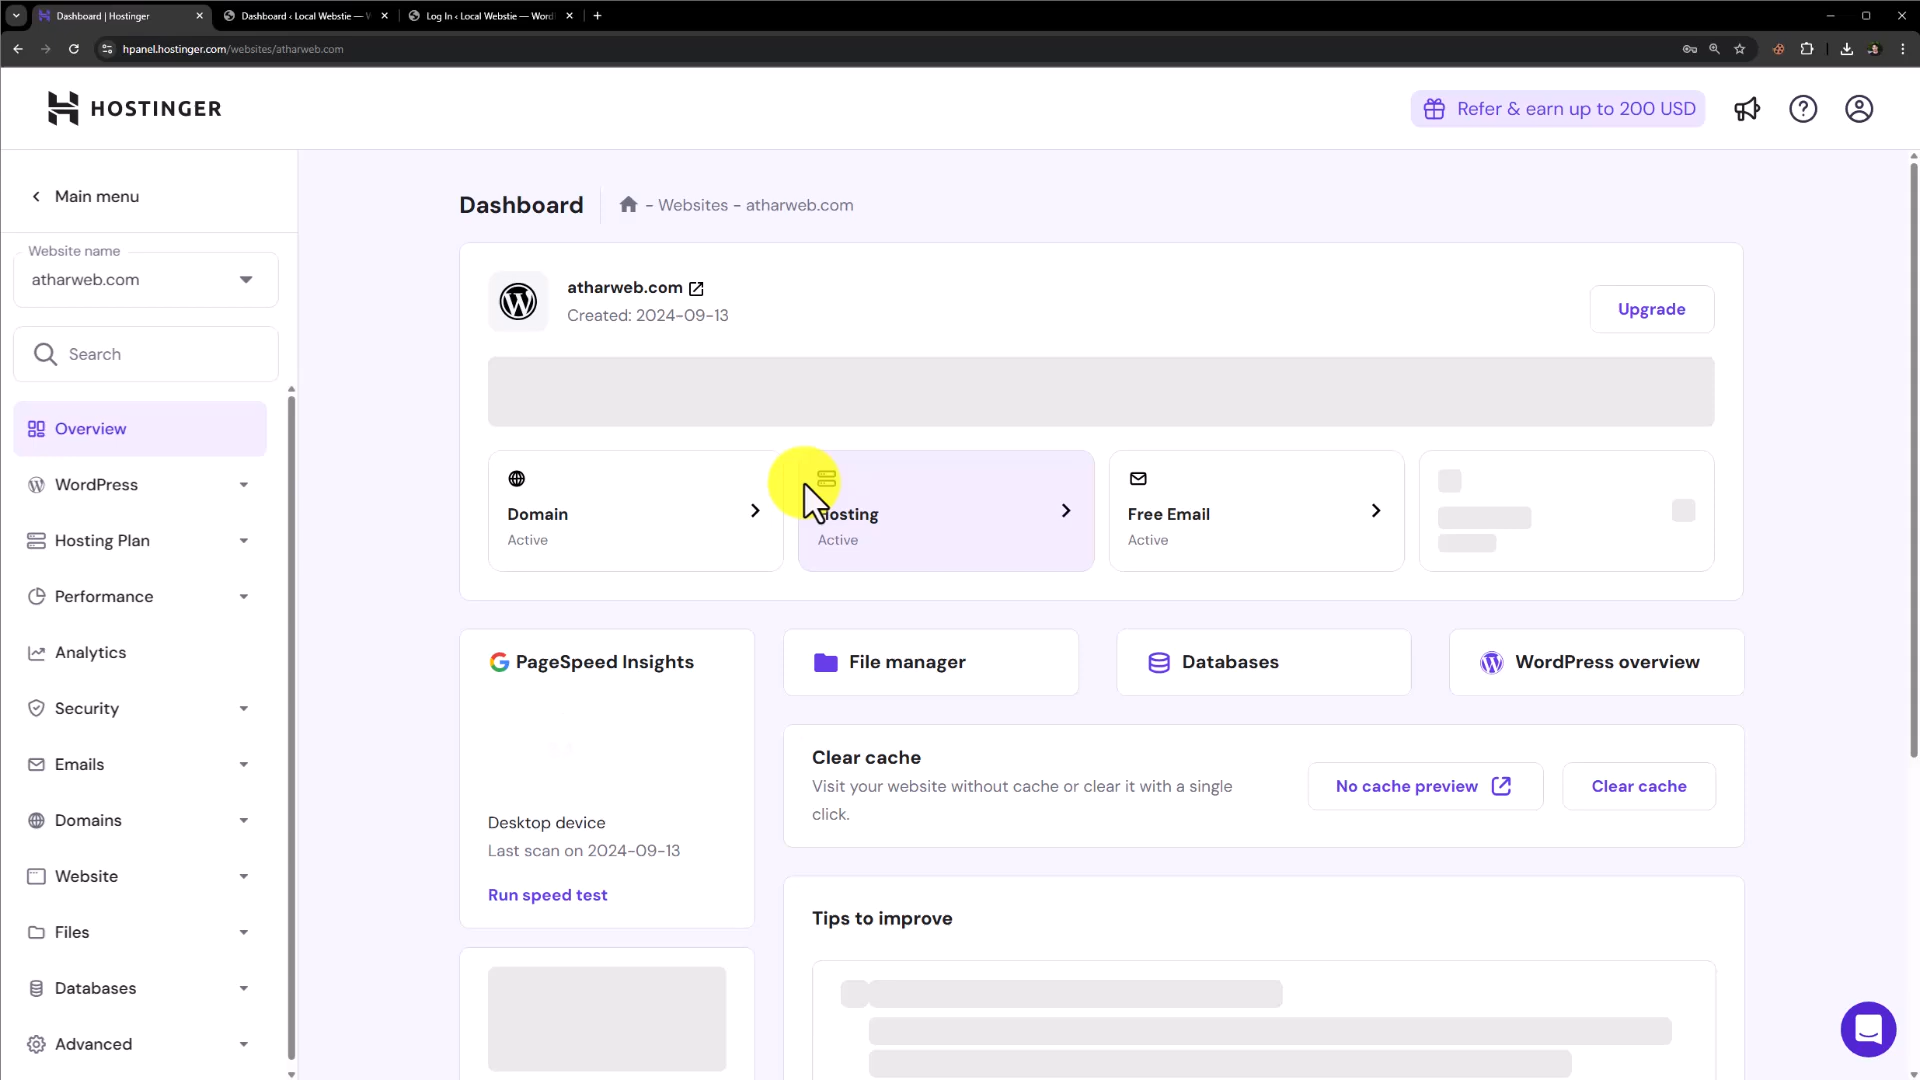 Dashboard | Hostinger
Dashboard ‹ Local Webstie — W
Log In ‹ Local Webstie — Word
hpanel.hostinger.com/websites/atharweb.com
HOSTINGER
Refer & earn up to 200 USD
Main menu
Website name
atharweb.com
Search
Overview
WordPress
Hosting Plan
Performance
Analytics
Security
Emails
Domains
Website
Files
Databases
Advanced
Dashboard
- Websites - atharweb.com
atharweb.com
Created: 2024-09-13
Upgrade
Domain
Active
Hosting
Active
Free Email
Active
PageSpeed Insights
Desktop device
Last scan on 2024-09-13
Run speed test
File manager
Databases
WordPress overview
Clear cache
Visit your website without cache or clear it with a single
click.
No cache preview
Clear cache
Tips to improve